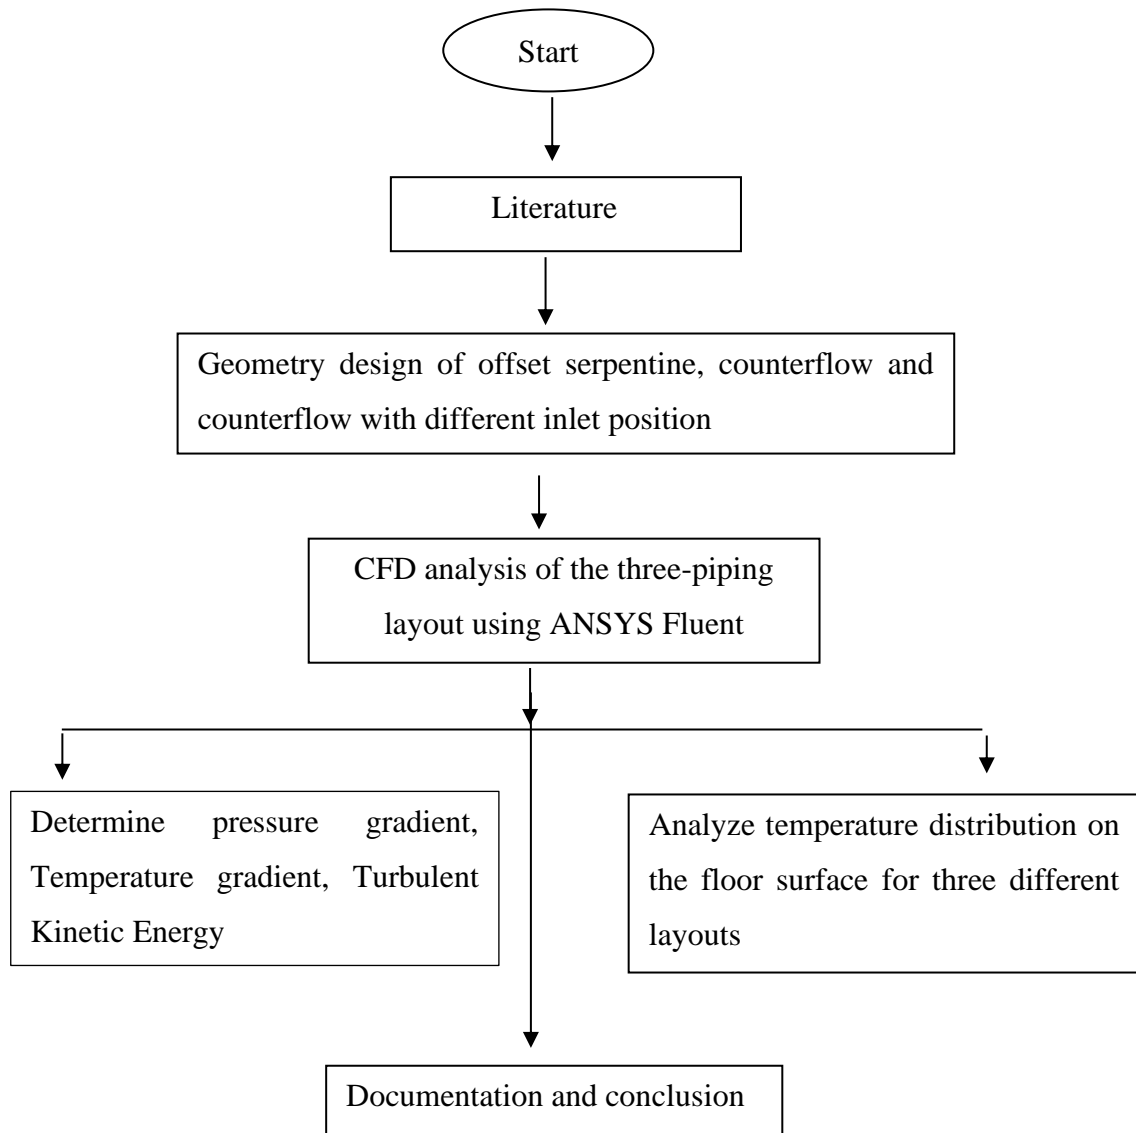 Start
Literature
Geometry design of offset serpentine, counterflow and
counterflow with different inlet position
CFD analysis of the three-piping
layout using ANSYS Fluent
Determine pressure gradient,
Temperature gradient, Turbulent
Kinetic Energy
Analyze temperature distribution on
the floor surface for three different
layouts
Documentation and conclusion